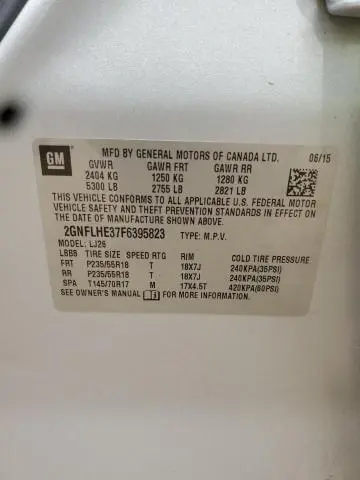 GM
MFD BY GENERAL MOTORS OF CANADA LTD. 06/15
GVWR GAWR FRT GAWR RR
2404 KG 1250 KG 1280 KG
5300 LB 2755 LB 2821 LB
THIS VEHICLE CONFORMS TO ALL APPLICABLE U.S. FEDERAL MOTOR
VEHICLE SAFETY AND THEFT PREVENTION STANDARDS IN EFFECT ON
THE DATE OF MANUFACTURE SHOWN ABOVE.
2GNFLHE37F6395823 TYPE: M.P.V.
MODEL: LJ26
LBBB TIRE SIZE SPEED RTG RIM COLD TIRE PRESSURE
FRT P235/55R18 T 18X7J 240KPA(35PSI)
RR P235/55R18 T 18X7J 240KPA(35PSI)
SPA T145/70R17 M 17X4.5T 420KPA(60PSI)
SEE OWNER'S MANUAL FOR MORE INFORMATION.